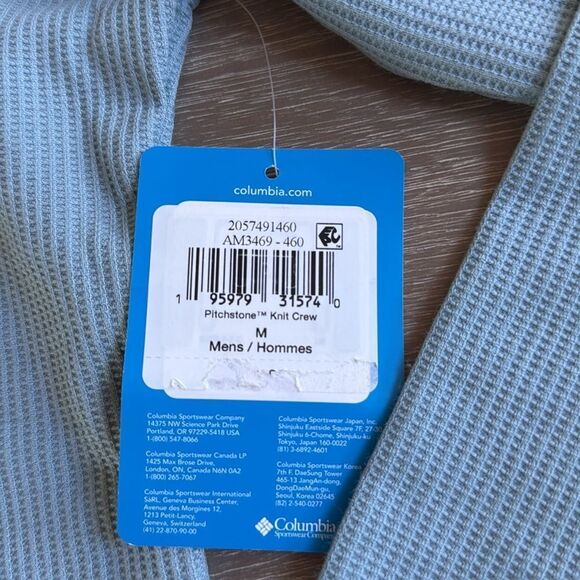 columbia.com
2057491460
AM3469 - 460
1 95979 31574 0
Pitchstone™ Knit Crew
M
Mens / Hommes
Columbia Sportswear Company
14375 NW Science Park Drive
Portland, OR 97229-5418 USA
1-(800) 547-8066
Columbia Sportswear Canada LP
1425 Max Brose Drive,
London, ON, Canada N6N 0A2
1-(800) 265-7067
Columbia Sportswear International
SàRL, Geneva Business Center,
Avenue des Morgines 12,
1213 Petit-Lancy,
Geneva, Switzerland
(41) 22-870-90-00
Columbia Sportswear Japan, Inc.
Shinjuku Eastside Square 7F, 27-30
Shinjuku 6-Chome, Shinjuku-ku
Tokyo, Japan 160-0022
(81) 3-6892-4601
Columbia Sportswear Korea
7th F, DaeSung Tower
465-13 JangAn-dong,
DongDaeMun-gu,
Seoul, Korea 02645
(82) 2-540-0277
Columbia
Sportswear Company